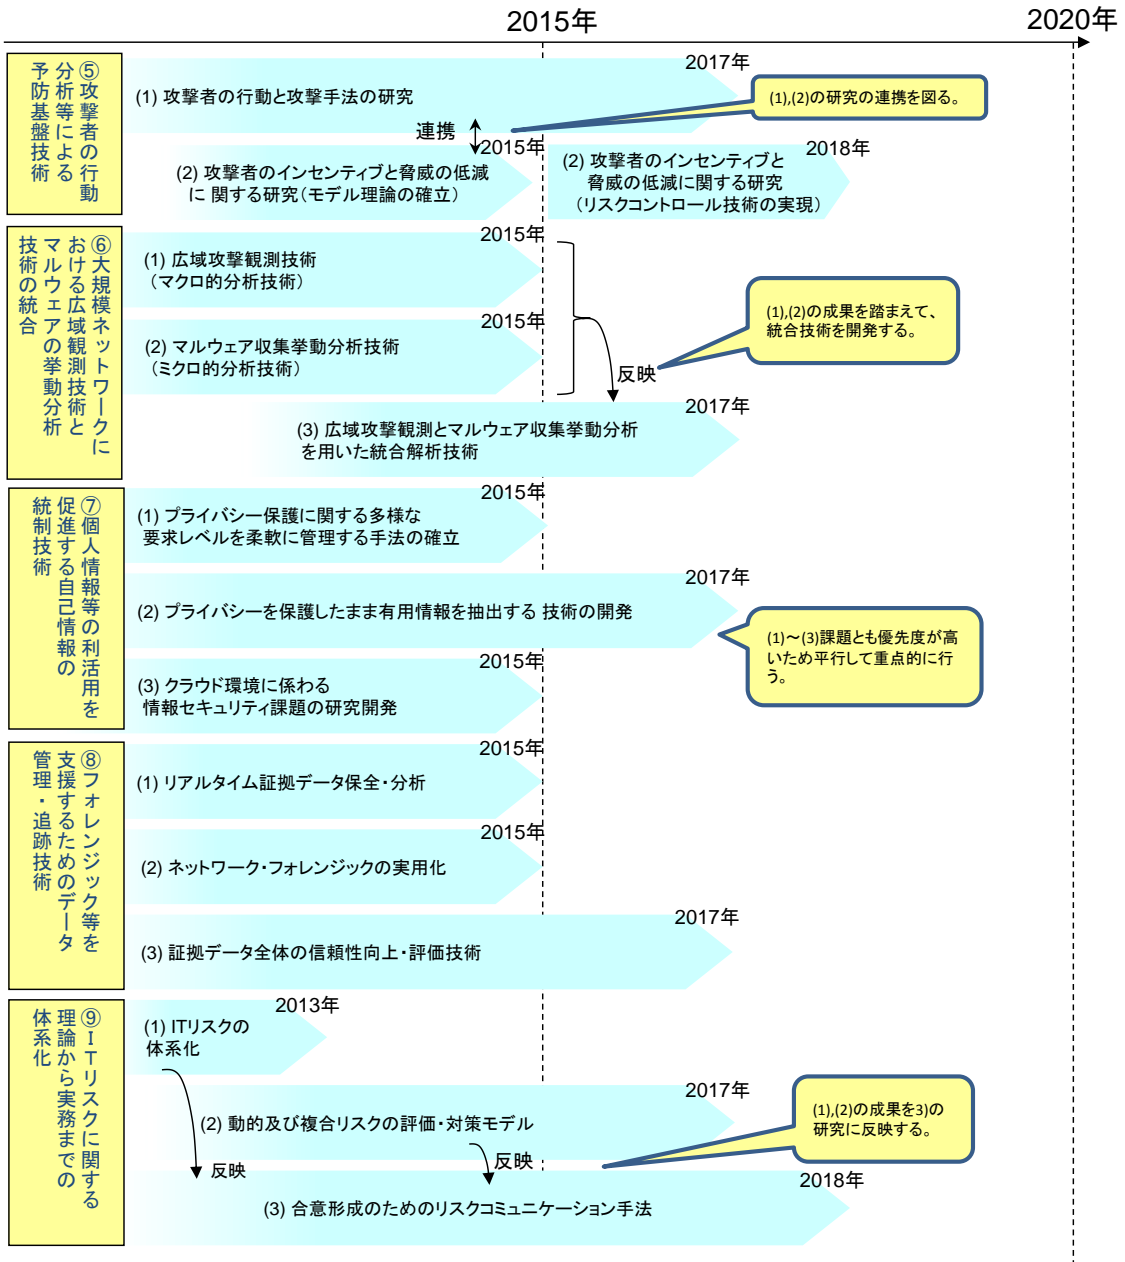 2015年
2020年
⑤攻撃者の行動
分析等による
予防基盤技術
2017年
(1) 攻撃者の行動と攻撃手法の研究
(1),(2)の研究の連携を図る。
連携
2015年
(2) 攻撃者のインセンティブと脅威の低減
に 関する研究（モデル理論の確立）
2018年
(2) 攻撃者のインセンティブと
脅威の低減に関する研究
（リスクコントロール技術の実現）
⑥大規模ネットワークに
おける広域観測技術と
マルウェアの挙動分析
技術の統合
2015年
(1) 広域攻撃観測技術
（マクロ的分析技術）
2015年
(2) マルウェア収集挙動分析技術
（ミクロ的分析技術）
(1),(2)の成果を踏まえて、
統合技術を開発する。
反映
2017年
(3) 広域攻撃観測とマルウェア収集挙動分析
を用いた統合解析技術
⑦個人情報等の利活用を
促進する自己情報の
統制技術
2015年
(1) プライバシー保護に関する多様な
要求レベルを柔軟に管理する手法の確立
2017年
(2) プライバシーを保護したまま有用情報を抽出する 技術の開発
(1)～(3)課題とも優先度が高
いため平行して重点的に行
う。
2015年
(3) クラウド環境に係わる
情報セキュリティ課題の研究開発
⑧フォレンジック等を
支援するためのデータ
管理・追跡技術
2015年
(1) リアルタイム証拠データ保全・分析
2015年
(2) ネットワーク・フォレンジックの実用化
2017年
(3) 証拠データ全体の信頼性向上・評価技術
⑨ＩＴリスクに関する
理論から実務までの
体系化
2013年
(1) ITリスクの
体系化
2017年
(2) 動的及び複合リスクの評価・対策モデル
(1),(2)の成果を3)の
研究に反映する。
反映
反映
2018年
(3) 合意形成のためのリスクコミュニケーション手法